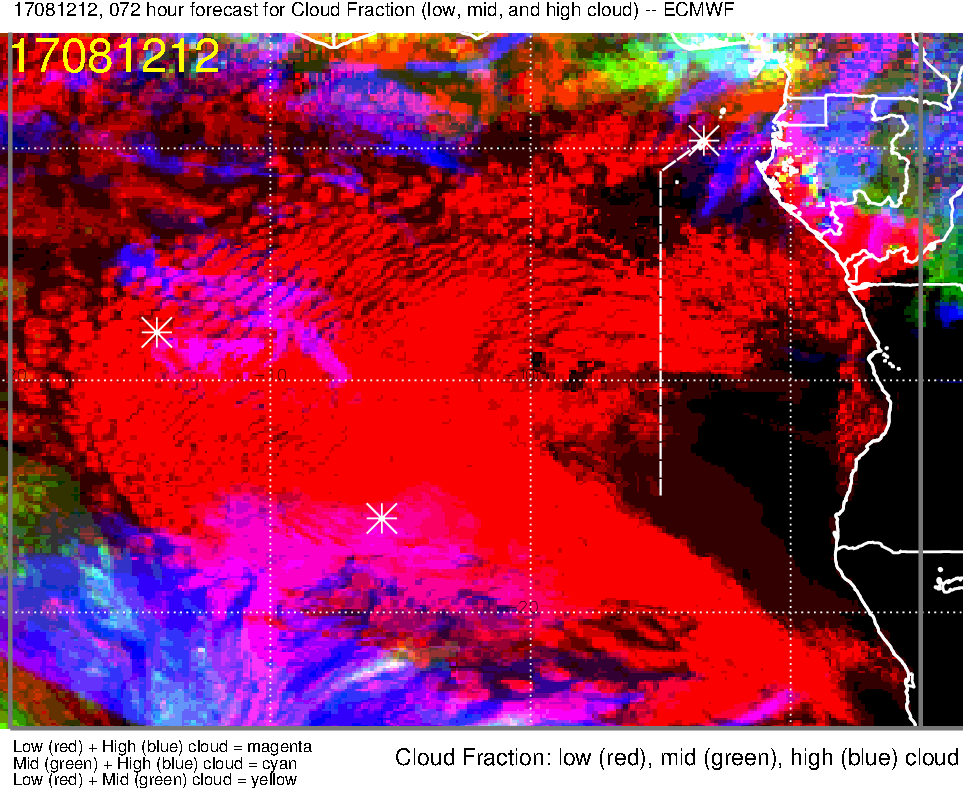 17081212, 072 hour forecast for Cloud Fraction (low, mid, and high cloud) -- ECMWF
17081212
0
20
Low (red) + High (blue) cloud = magenta
Mid (green) + High (blue) cloud = cyan
Low (red) + Mid (green) cloud = yellow
Cloud Fraction: low (red), mid (green), high (blue) cloud